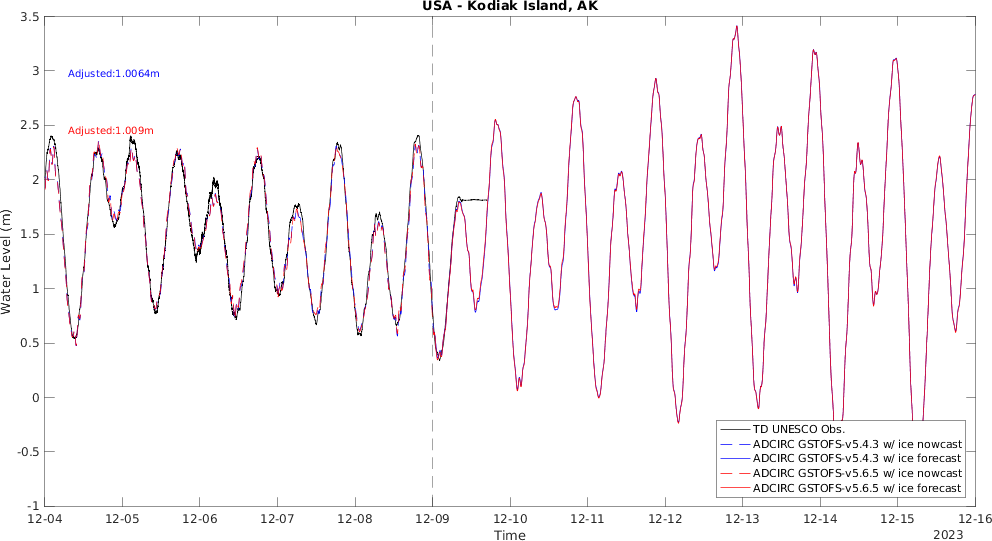 USA - Kodiak Island, AK
3.5
3
2.5
2
1.5
1
0.5
0
-0.5
-1
Water Level (m)
Adjusted:1.0064m
Adjusted:1.009m
TD UNESCO Obs.
ADCIRC GSTOFS-v5.4.3 w/ ice nowcast
ADCIRC GSTOFS-v5.4.3 w/ ice forecast
ADCIRC GSTOFS-v5.6.5 w/ ice nowcast
ADCIRC GSTOFS-v5.6.5 w/ ice forecast
12-04 12-05 12-06 12-07 12-08 12-09 12-10 12-11 12-12 12-13 12-14 12-15 12-16
Time
2023